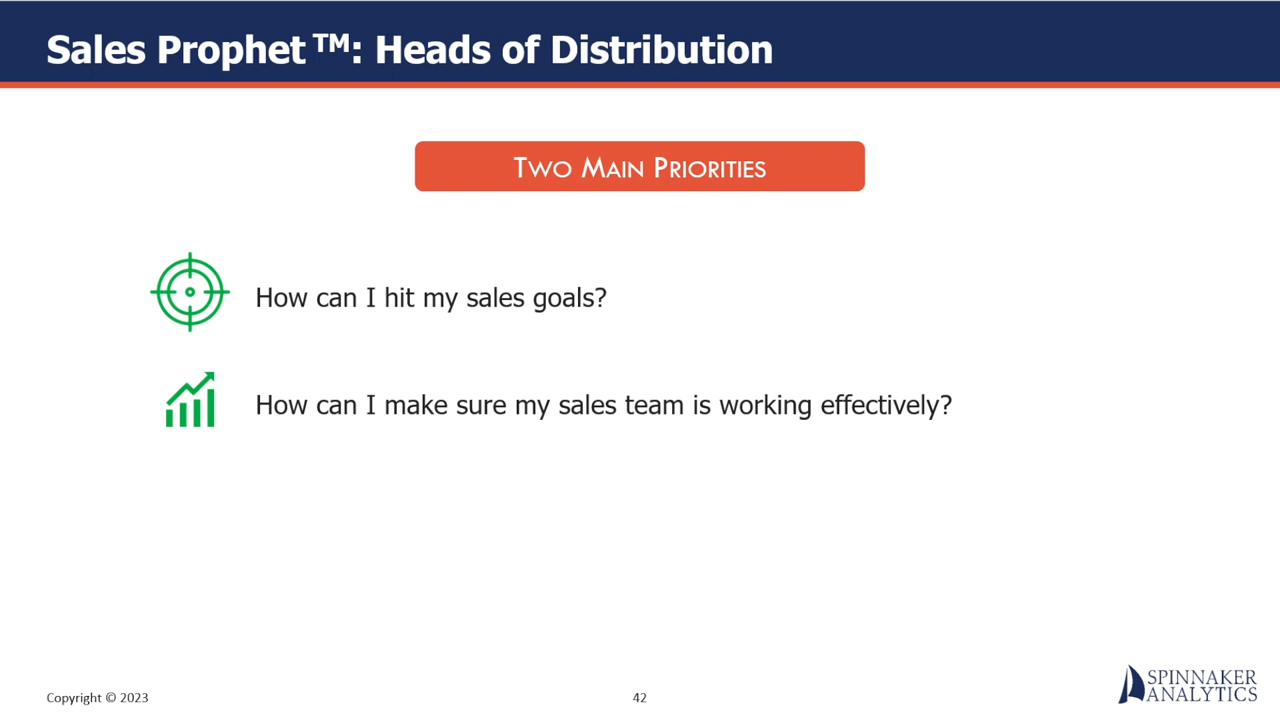 Sales Prophet™: Heads of Distribution
Two Main Priorities
How can I hit my sales goals?
How can I make sure my sales team is working effectively?
Copyright © 2023
42
SPINNAKER
ANALYTICS